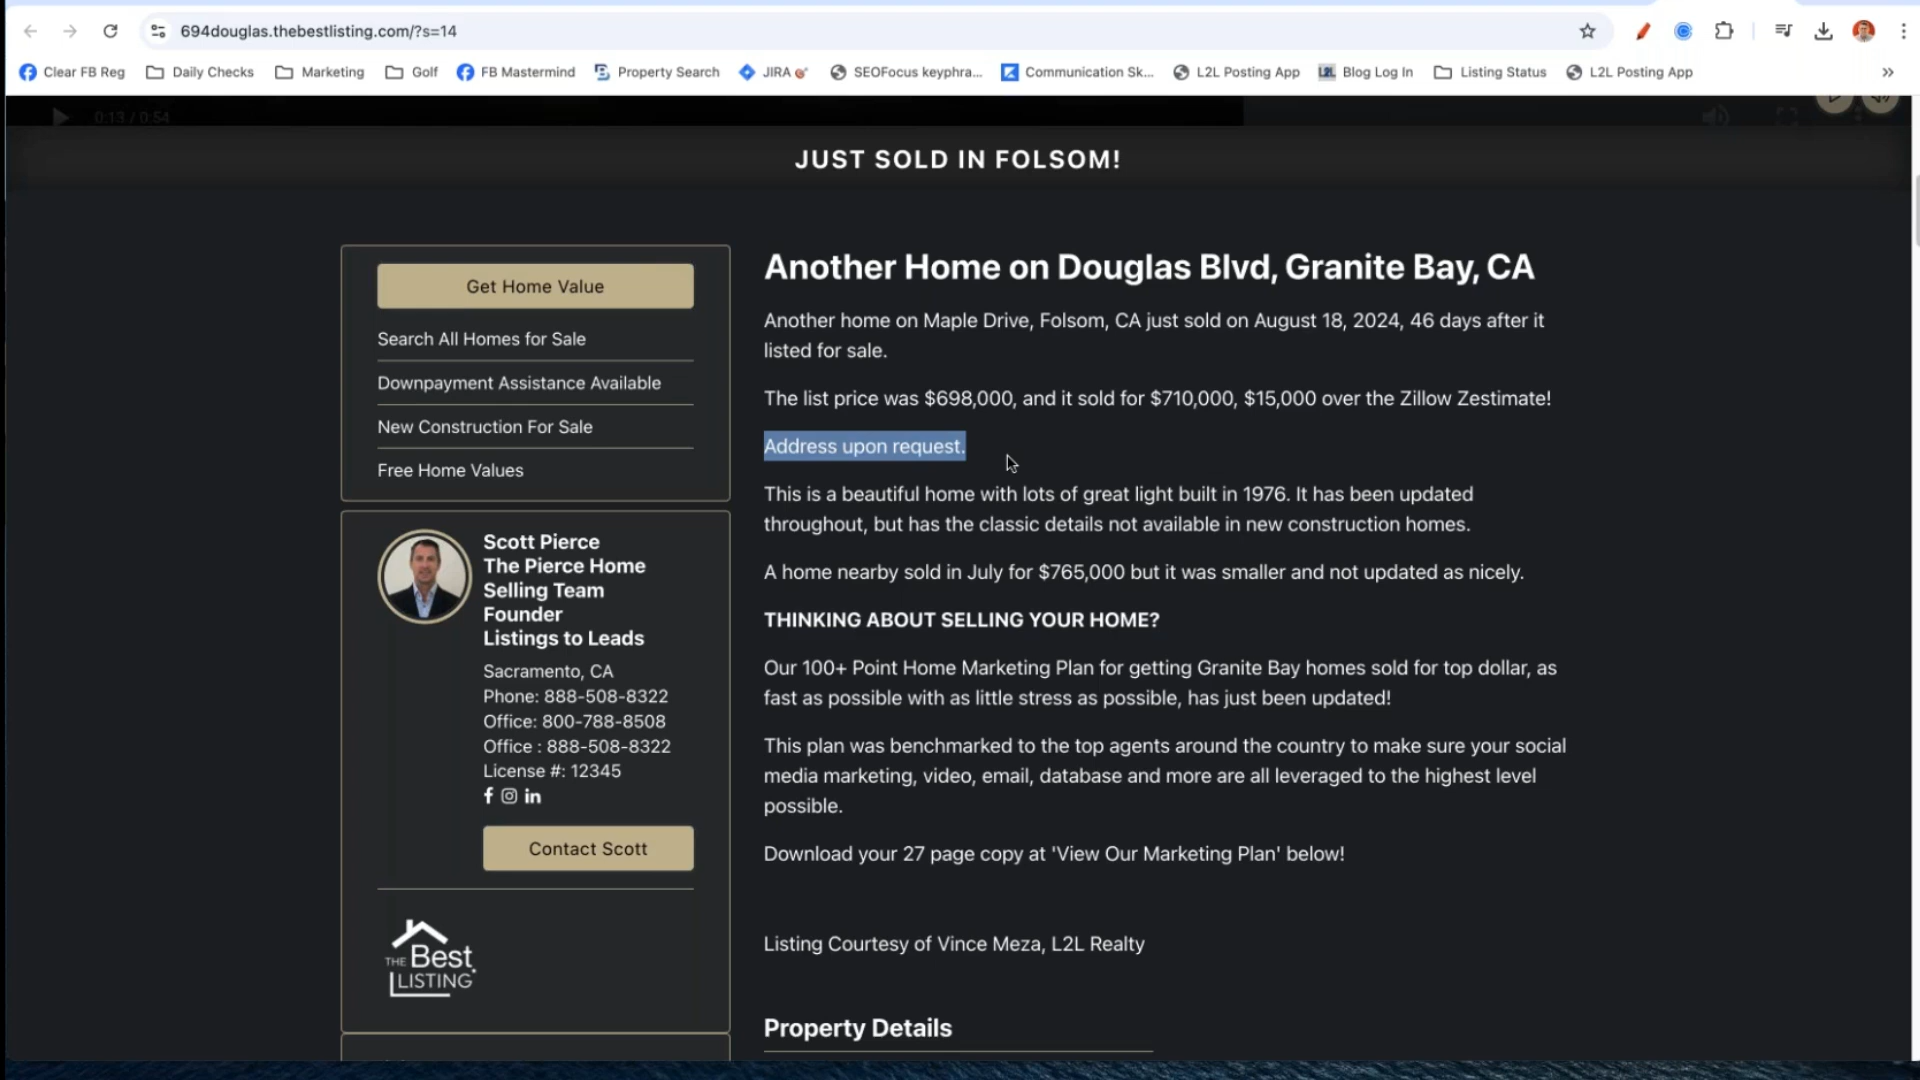 694douglas.thebestlisting.com/?s=14
Clear FB Reg
Daily Checks
Marketing
Golf
FB Mastermind
Property Search
JIRA
SEOFocus keyphra...
Communication Sk...
L2L Posting App
L2L Blog Log In
Listing Status
L2L Posting App
0:13 / 0:54
JUST SOLD IN FOLSOM!
Get Home Value
Search All Homes for Sale
Downpayment Assistance Available
New Construction For Sale
Free Home Values
Scott Pierce
The Pierce Home
Selling Team
Founder
Listings to Leads
Sacramento, CA
Phone: 888-508-8322
Office: 800-788-8508
Office : 888-508-8322
License #: 12345
Contact Scott
THE Best
LISTING
Another Home on Douglas Blvd, Granite Bay, CA
Another home on Maple Drive, Folsom, CA just sold on August 18, 2024, 46 days after it
listed for sale.
The list price was $698,000, and it sold for $710,000, $15,000 over the Zillow Zestimate!
Address upon request.
This is a beautiful home with lots of great light built in 1976. It has been updated
throughout, but has the classic details not available in new construction homes.
A home nearby sold in July for $765,000 but it was smaller and not updated as nicely.
THINKING ABOUT SELLING YOUR HOME?
Our 100+ Point Home Marketing Plan for getting Granite Bay homes sold for top dollar, as
fast as possible with as little stress as possible, has just been updated!
This plan was benchmarked to the top agents around the country to make sure your social
media marketing, video, email, database and more are all leveraged to the highest level
possible.
Download your 27 page copy at 'View Our Marketing Plan' below!
Listing Courtesy of Vince Meza, L2L Realty
Property Details